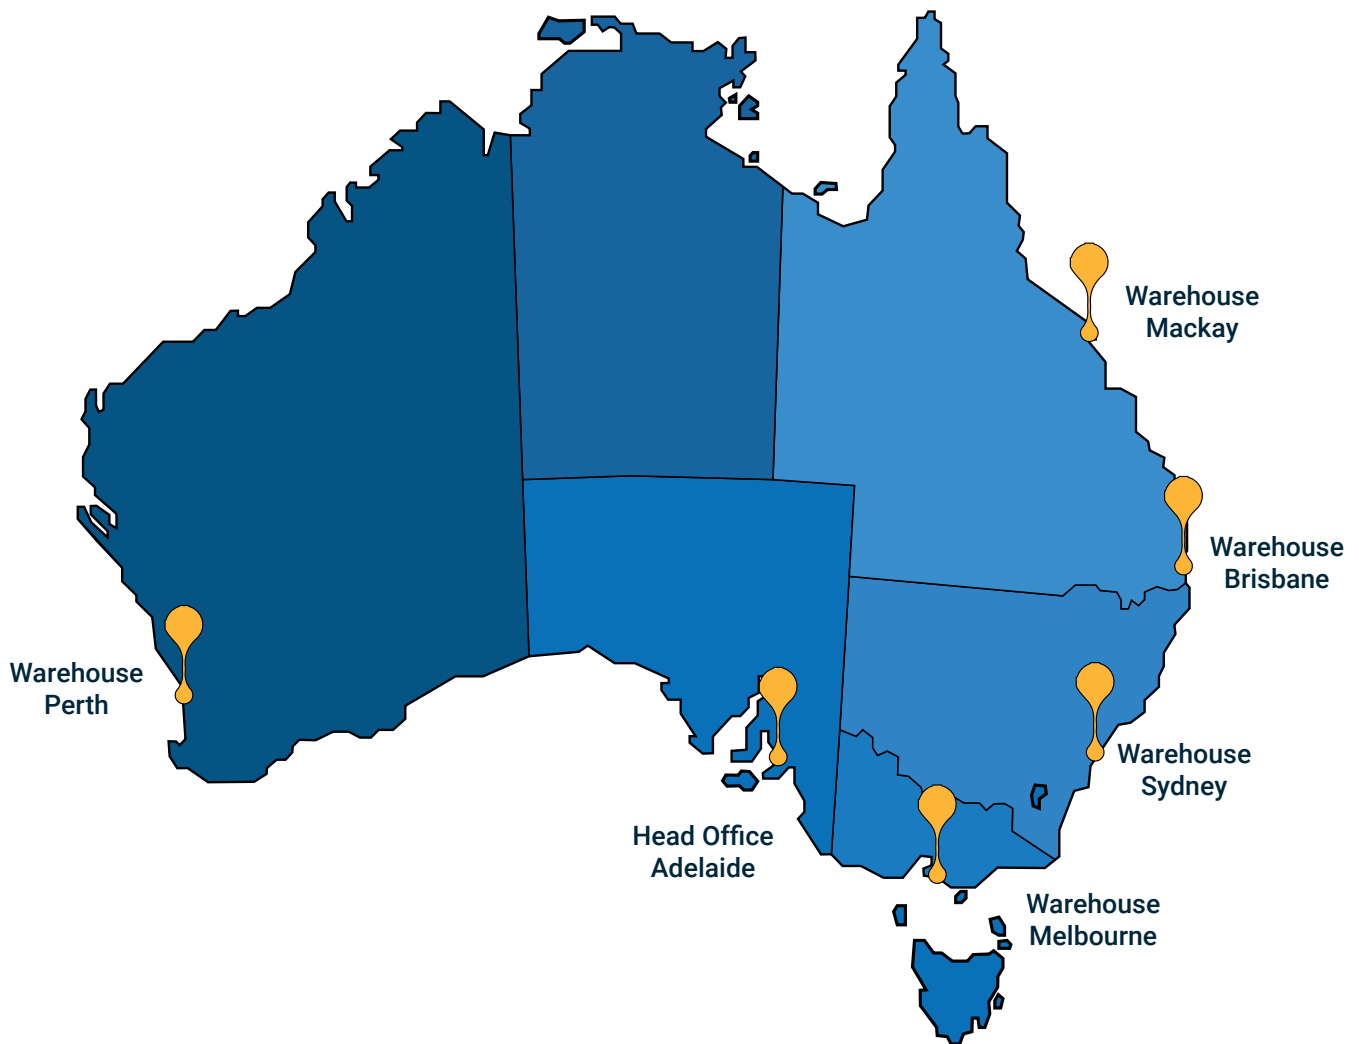 Warehouse
Mackay
Warehouse
Brisbane
Warehouse
Perth
Warehouse
Sydney
Head Office
Adelaide
Warehouse
Melbourne